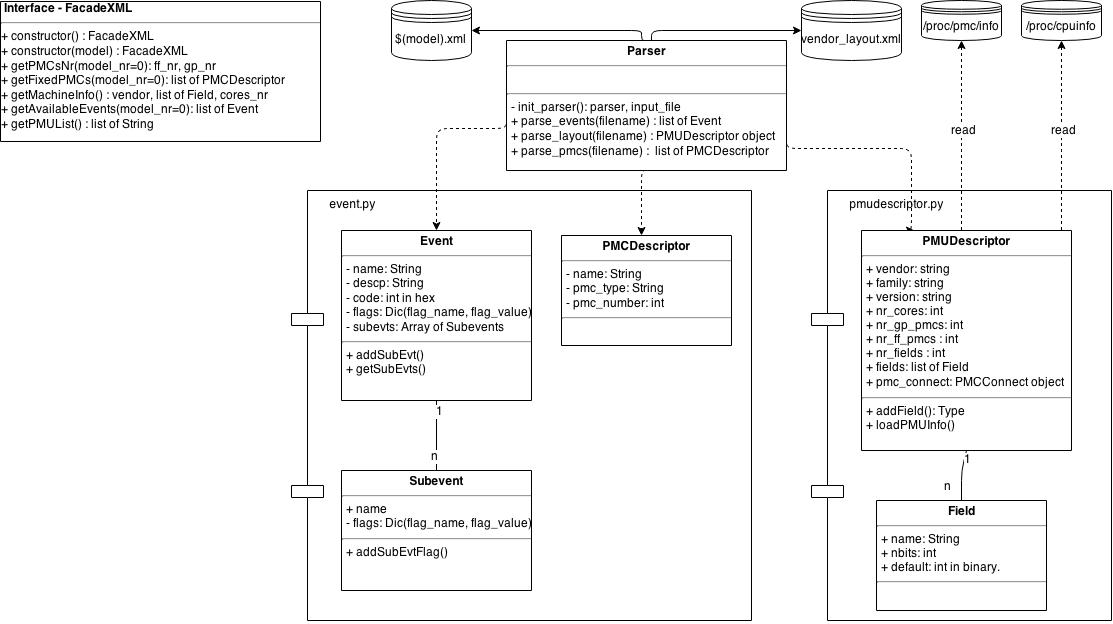 Interface - FacadeXML
+ constructor() : FacadeXML
+ constructor(model) : FacadeXML
+ getPMCsNr(model_nr=0): ff_nr, gp_nr
+ getFixedPMCs(model_nr=0): list of PMCDescriptor
+ getMachineInfo() : vendor, list of Field, cores_nr
+ getAvailableEvents(model_nr=0): list of Event
+ getPMUList() : list of String
$(model).xml
vendor_layout.xml
/proc/pmc/info
/proc/cpuinfo
Parser
- init_parser(): parser, input_file
+ parse_events(filename) : list of Event
+ parse_layout(filename) : PMUDescriptor object
+ parse_pmcs(filename) :  list of PMCDescriptor
read
read
event.py
Event
- name: String
- descp: String
- code: int in hex
- flags: Dic(flag_name, flag_value)
- subevts: Array of Subevents
+ addSubEvt()
+ getSubEvts()
1
n
Subevent
+ name
- flags: Dic(flag_name, flag_value)
+ addSubEvtFlag()
PMCDescriptor
- name: String
- pmc_type: String
- pmc_number: int
pmudescriptor.py
PMUDescriptor
+ vendor: string
+ family: string
+ version: string
+ nr_cores: int
+ nr_gp_pmcs: int
+ nr_ff_pmcs : int
+ nr_fields : int
+ fields: list of Field
+ pmc_connect: PMCConnect object
+ addField(): Type
+ loadPMUInfo()
1
n
Field
+ name: String
+ nbits: int
+ default: int in binary.